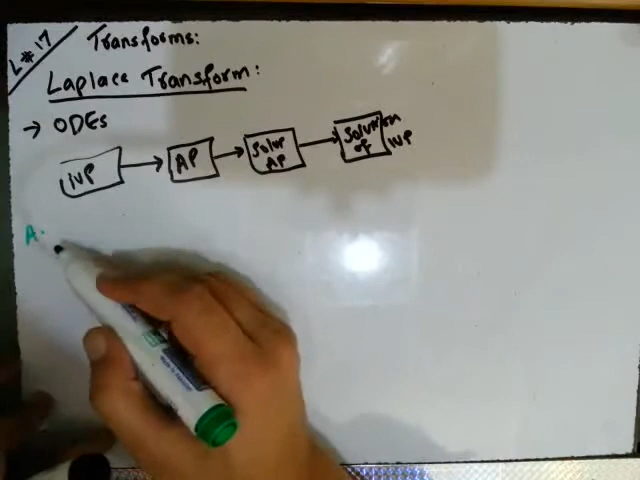 L#17
Transforms:
Laplace Transform:
→ ODEs
IVP → AP → Solve AP → Solution of IVP
A.